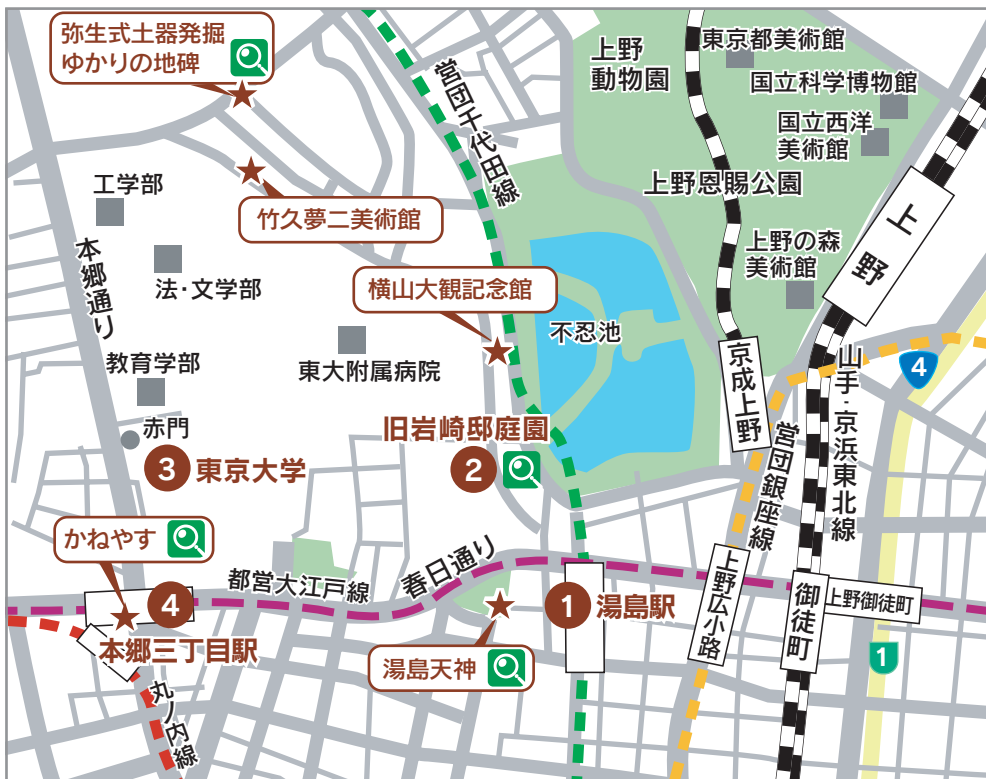 弥生式土器発掘
ゆかりの地碑
営団千代田線
上野
動物園
東京都美術館
国立科学博物館
国立西洋
美術館
上野恩賜公園
上野
工学部
竹久夢二美術館
本郷通り
法・文学部
横山大観記念館
上野の森
美術館
不忍池
教育学部
東大附属病院
京成上野
山手・京浜東北線
4
赤門
旧岩崎邸庭園
2
3 東京大学
営団銀座線
かねやす
春日通り
都営大江戸線
上野広小路
御徒町
上野御徒町
4
本郷三丁目駅
1 湯島駅
湯島天神
1
丸ノ内線